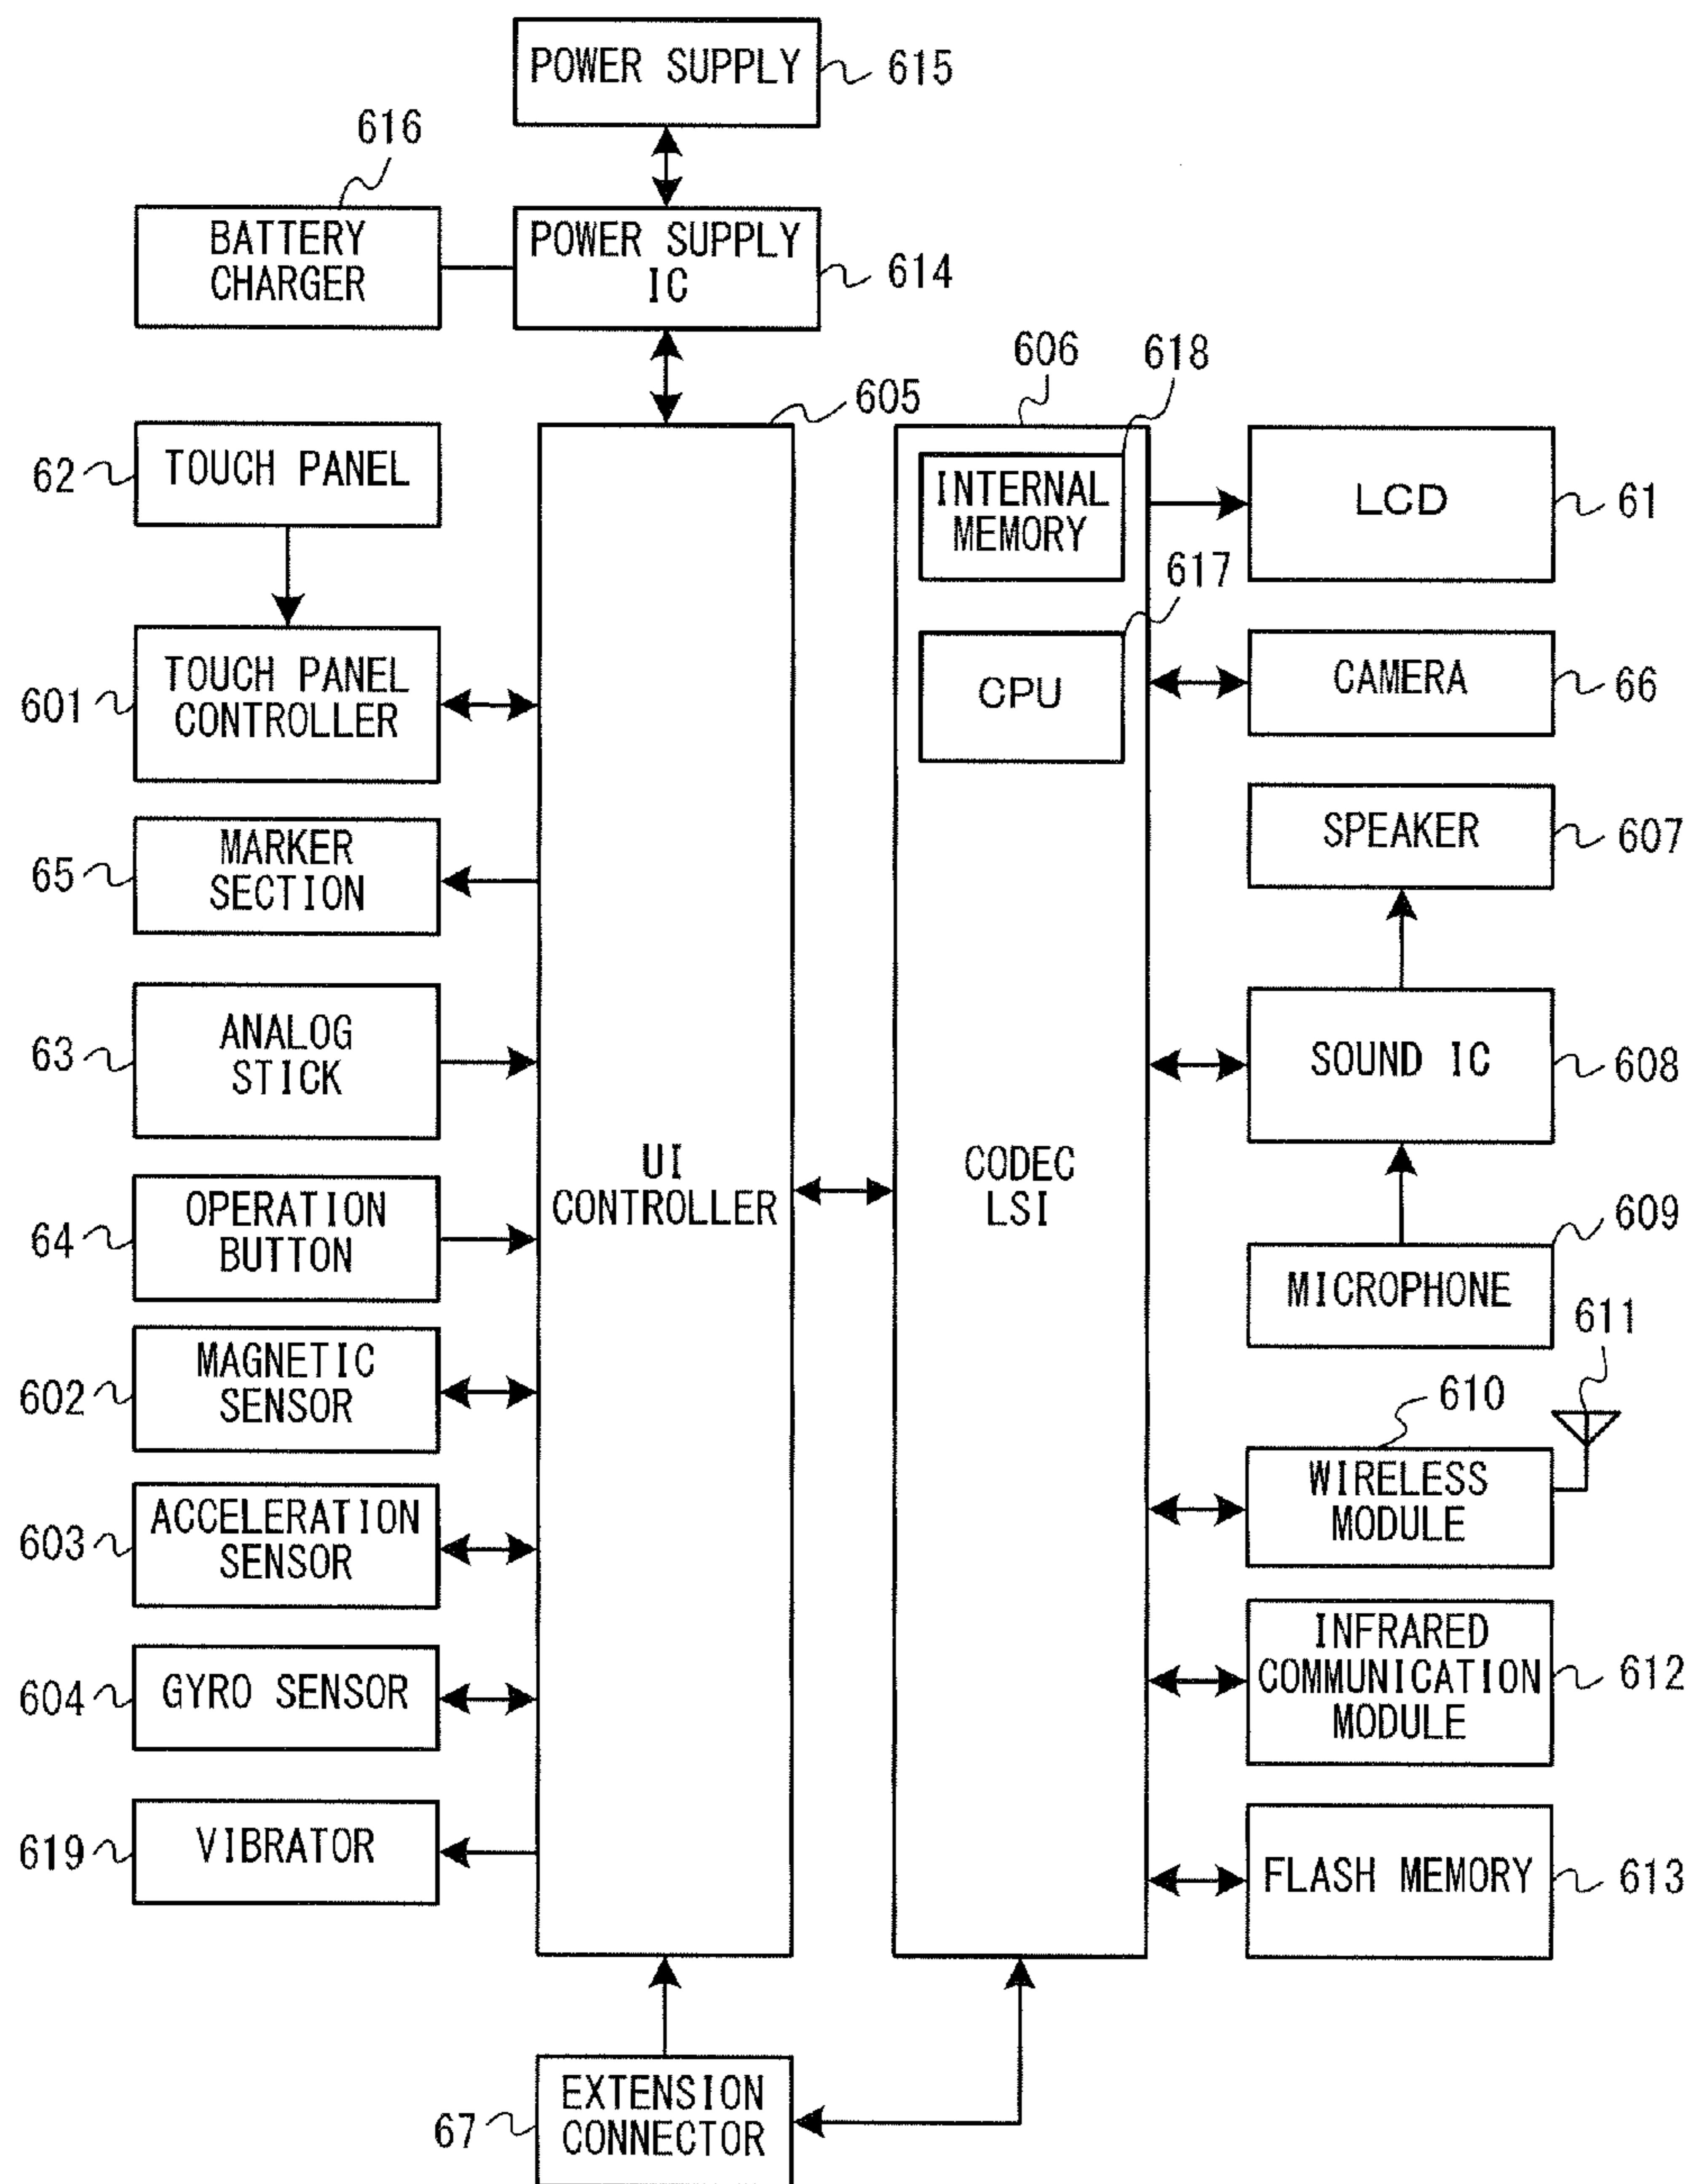 POWER SUPPLY
615
616
BATTERY
CHARGER
POWER SUPPLY
IC
614
605
606
618
62
TOUCH PANEL
INTERNAL
MEMORY
LCD
61
617
601
TOUCH PANEL
CONTROLLER
CPU
CAMERA
66
65
MARKER
SECTION
SPEAKER
607
63
ANALOG
STICK
SOUND IC
608
UI
CONTROLLER
CODEC
LSI
64
OPERATION
BUTTON
609
MICROPHONE
611
602
MAGNETIC
SENSOR
610
WIRELESS
MODULE
603
ACCELERATION
SENSOR
604
GYRO SENSOR
INFRARED
COMMUNICATION
MODULE
612
619
VIBRATOR
FLASH MEMORY
613
67
EXTENSION
CONNECTOR